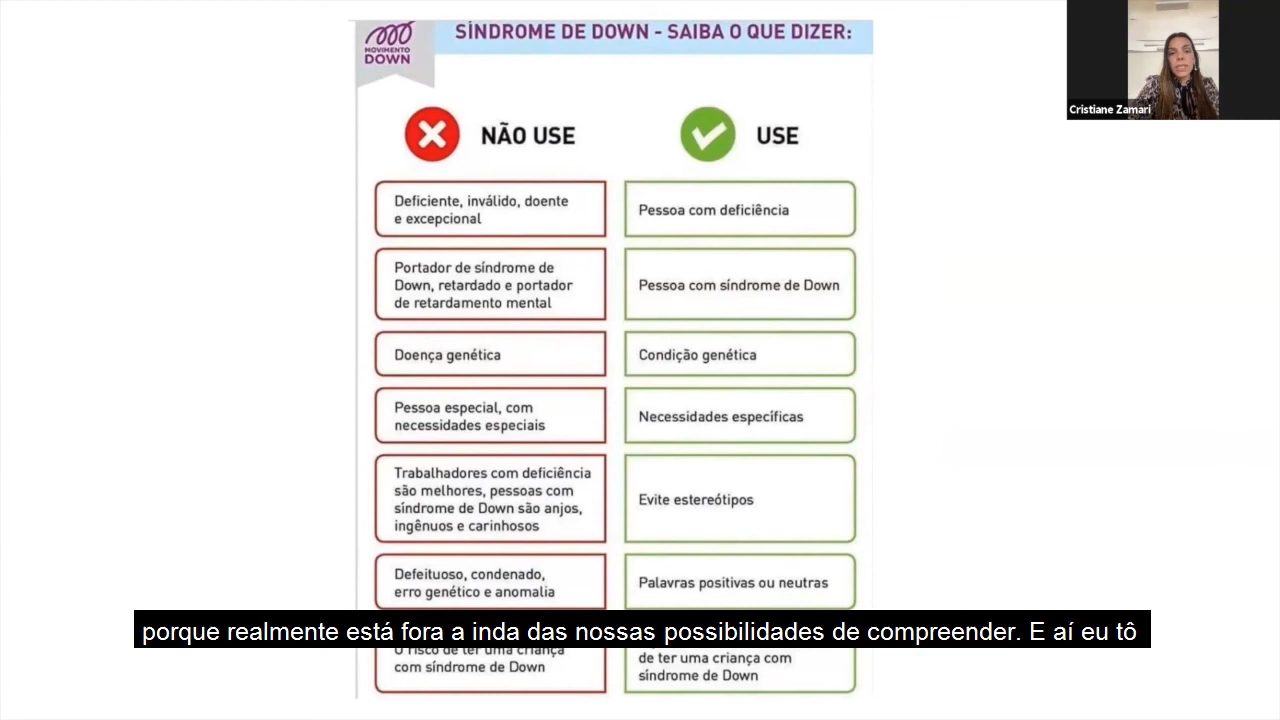 MOVIMENTO
DOWN
SÍNDROME DE DOWN - SAIBA O QUE DIZER:
Cristiane Zamari
NÃO USE
USE
Deficiente, inválido, doente
e excepcional
Pessoa com deficiência
Portador de síndrome de
Down, retardado e portador
de retardamento mental
Pessoa com síndrome de Down
Doença genética
Condição genética
Pessoa especial, com
necessidades especiais
Necessidades específicas
Trabalhadores com deficiência
são melhores, pessoas com
síndrome de Down são anjos,
ingênuos e carinhosos
Evite estereótipos
Defeituoso, condenado,
erro genético e anomalia
Palavras positivas ou neutras
porque realmente está fora a inda das nossas possibilidades de compreender. E aí eu tô
O risco de ter uma criança
com síndrome de Down
de ter uma criança com
síndrome de Down